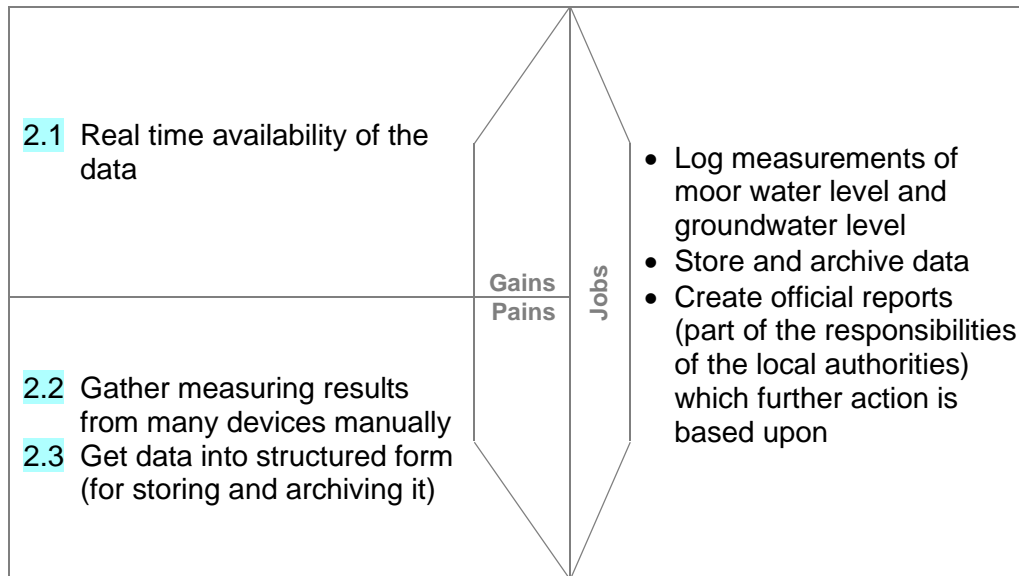 2.1 Real time availability of the
data
Gains
Pains
2.2 Gather measuring results
from many devices manually
2.3 Get data into structured form
(for storing and archiving it)
Jobs
• Log measurements of
moor water level and
groundwater level
• Store and archive data
• Create official reports
(part of the responsibilities
of the local authorities)
which further action is
based upon